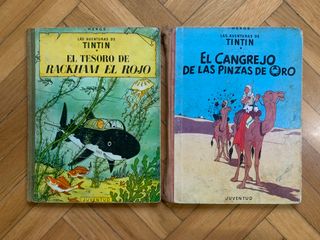 HERGÉ
LAS AVENTURAS DE
TINTIN
EL TESORO DE
RACKHAM EL ROJO
JUVENTUD
HERGÉ
LAS AVENTURAS DE
TINTIN
EL CANGREJO
DE LAS PINZAS DE ORO
JUVENTUD